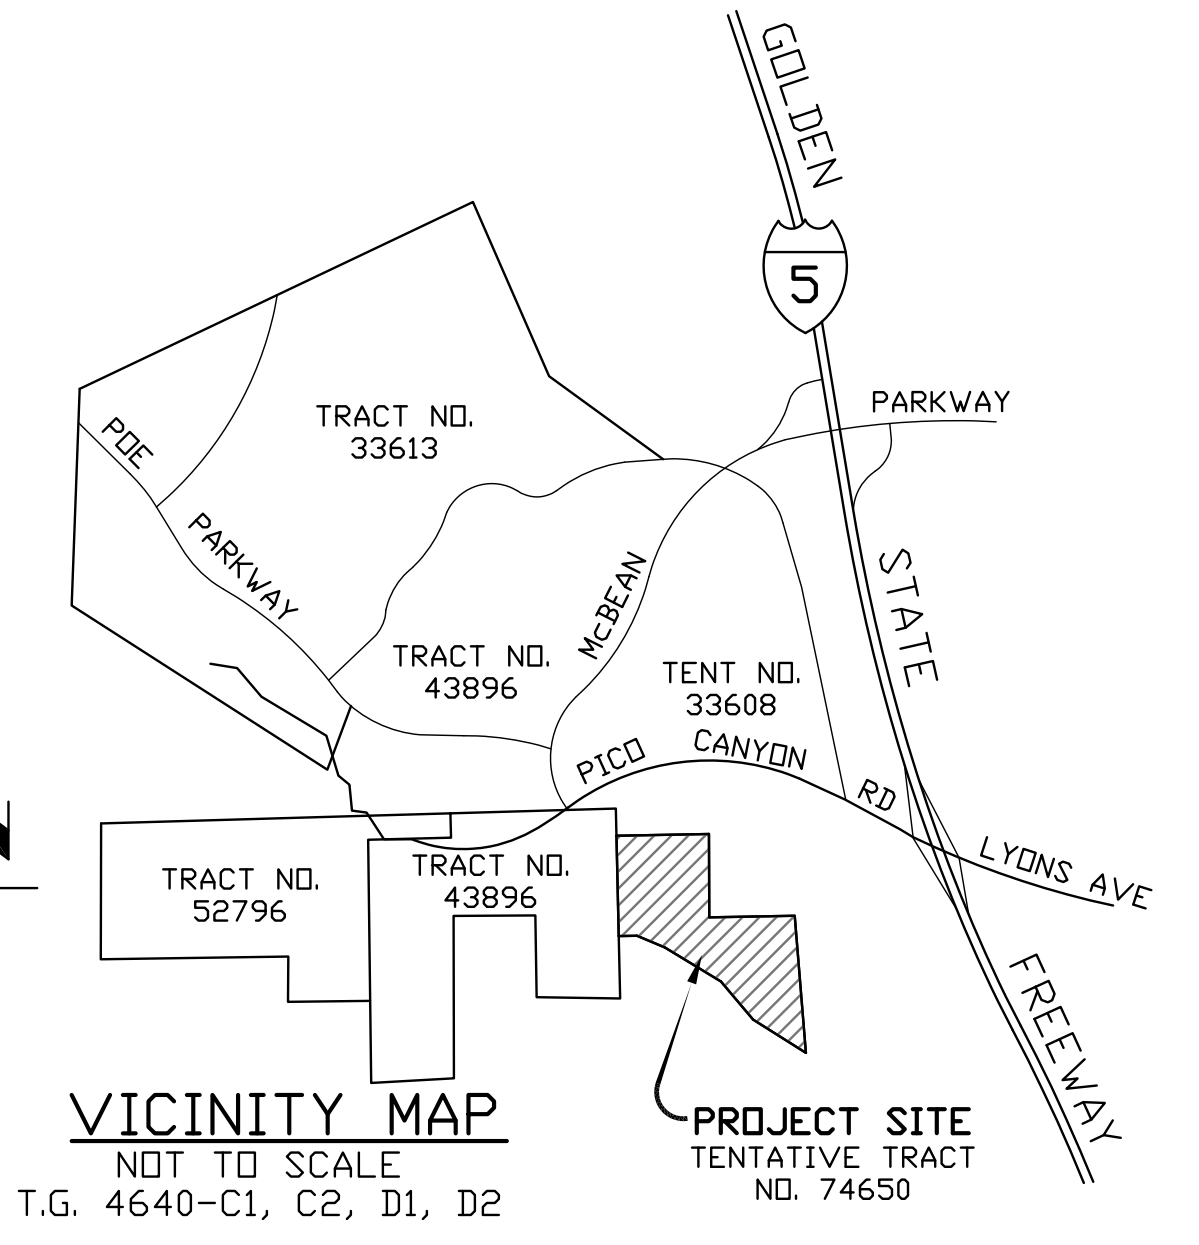 GOLDEN
5
PARKWAY
TRACT NO.
33613
POE
PARKWAY
STATE
McBEAN
TRACT NO.
43896
TENT NO.
33608
PICO CANYON RD
LYONS AVE
TRACT NO.
52796
TRACT NO.
43896
FREEWAY
VICINITY MAP
NOT TO SCALE
T.G. 4640-C1, C2, D1, D2
PROJECT SITE
TENTATIVE TRACT
NO. 74650